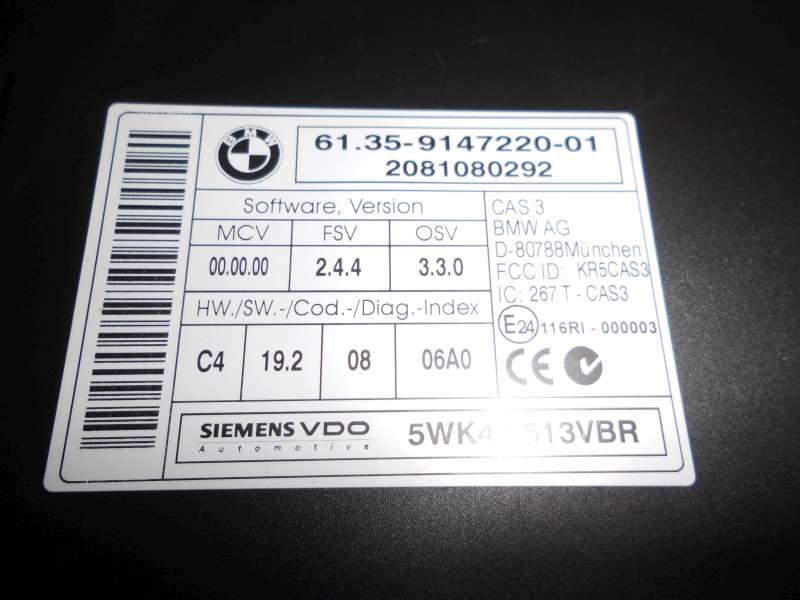 BMW
61.35-9147220-01
2081080292
Software, Version
MCV FSV OSV
00.00.00 2.4.4 3.3.0
HW./SW.-/Cod.-/Diag.-Index
C4 19.2 08 06A0
CAS 3
BMW AG
D-80788München
FCC ID: KR5CAS3
IC: 267 T - CAS3
E24 116RI - 000003
CE
SIEMENS VDO
Automotive